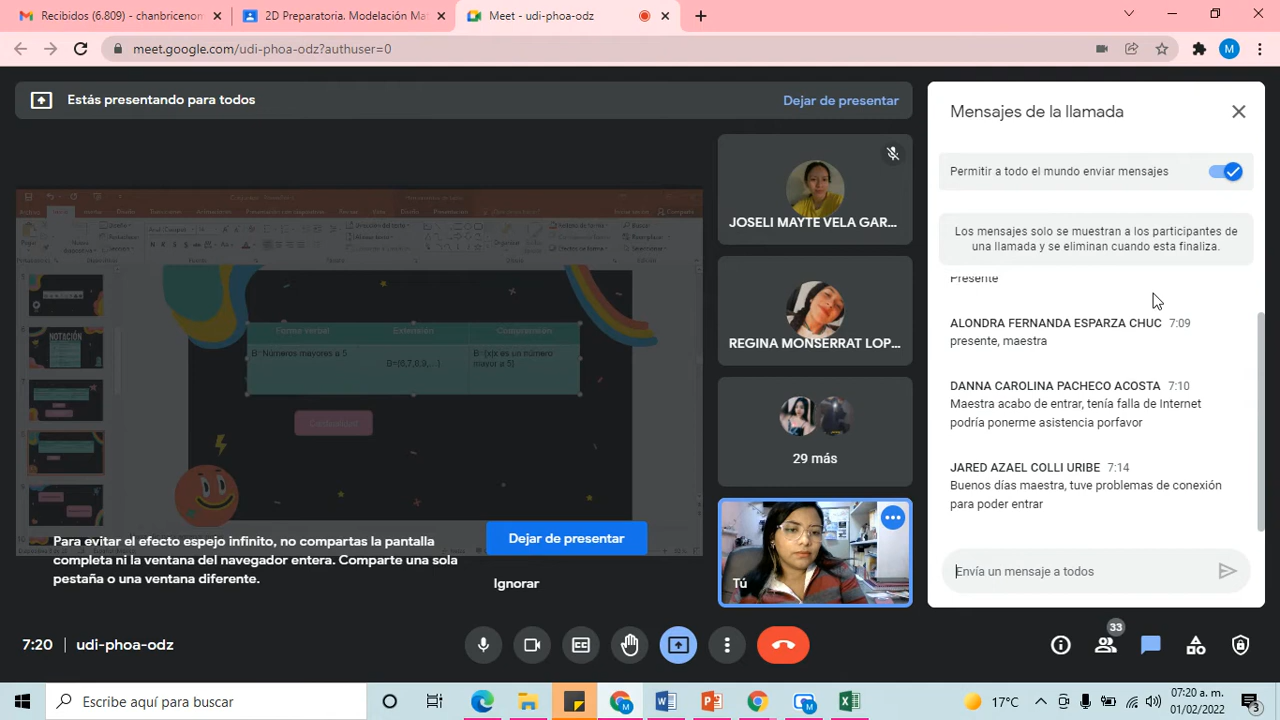 Recibidos (6.809) - chanbricenom
2D Preparatoria. Modelación Mat
Meet - udi-phoa-odz
meet.google.com/udi-phoa-odz?authuser=0
M
Estás presentando para todos
Dejar de presentar
JOSELI MAYTE VELA GAR...
REGINA MONSERRAT LOP...
29 más
Tú
NOTACIÓN
Forma verbal
Extensión
Comprensión
B=Números mayores a 5
B={6,7,8,9,...}
B= {x|x es un número
mayor a 5}
Para evitar el efecto espejo infinito, no compartas la pantalla
completa ni la ventana del navegador entera. Comparte una sola
pestaña o una ventana diferente.
Dejar de presentar
Ignorar
Mensajes de la llamada
Permitir a todo el mundo enviar mensajes
Los mensajes solo se muestran a los participantes de
una llamada y se eliminan cuando esta finaliza.
Presente
ALONDRA FERNANDA ESPARZA CHUC 7:09
presente, maestra
DANNA CAROLINA PACHECO ACOSTA 7:10
Maestra acabo de entrar, tenía falla de Internet
podría ponerme asistencia porfavor
JARED AZAEL COLLI URIBE 7:14
Buenos días maestra, tuve problemas de conexión
para poder entrar
Envía un mensaje a todos
7:20 | udi-phoa-odz
33
Escribe aquí para buscar
17°C
07:20 a. m.
01/02/2022
3